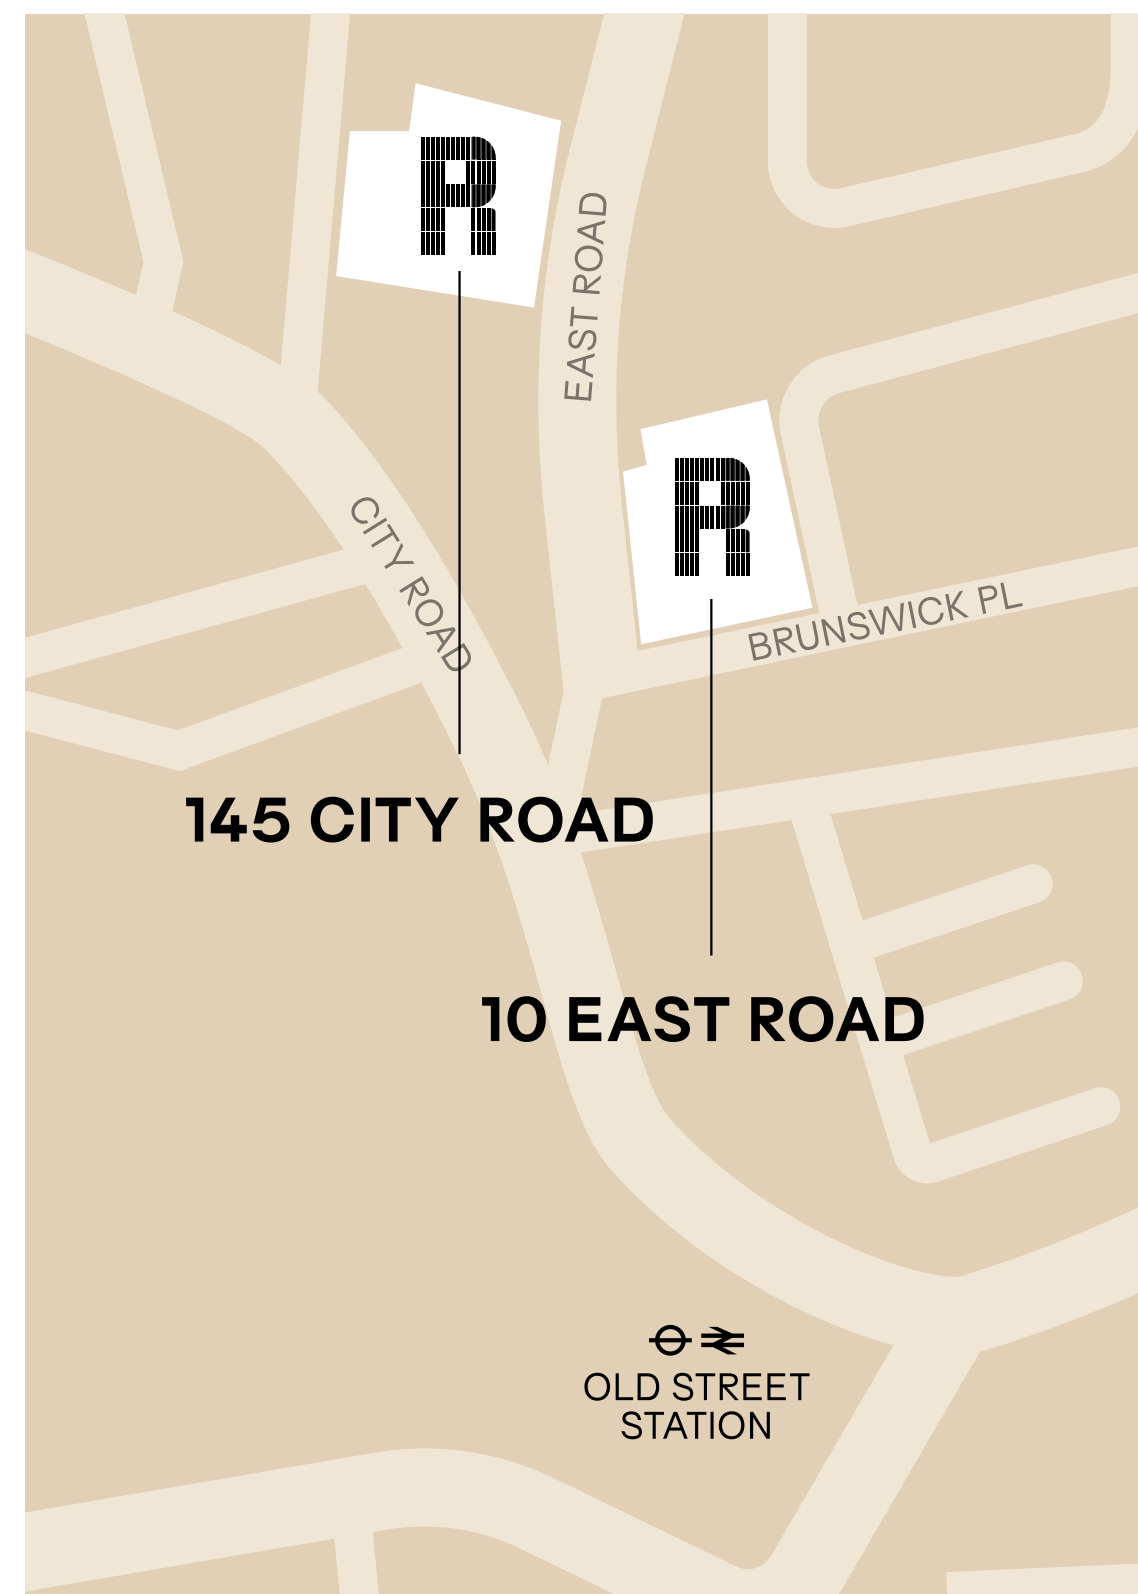 R
EAST ROAD
R
CITY ROAD
BRUNSWICK PL
145 CITY ROAD
10 EAST ROAD
OLD STREET
STATION